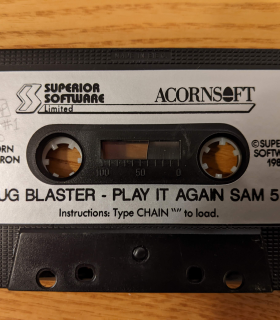 SUPERIOR
SOFTWARE
Limited
ACORNSOFT
ORN
RON
100 50 0
©SUPE
SOFTW
198
UG BLASTER - PLAY IT AGAIN SAM 5
Instructions: Type CHAIN "" to load.